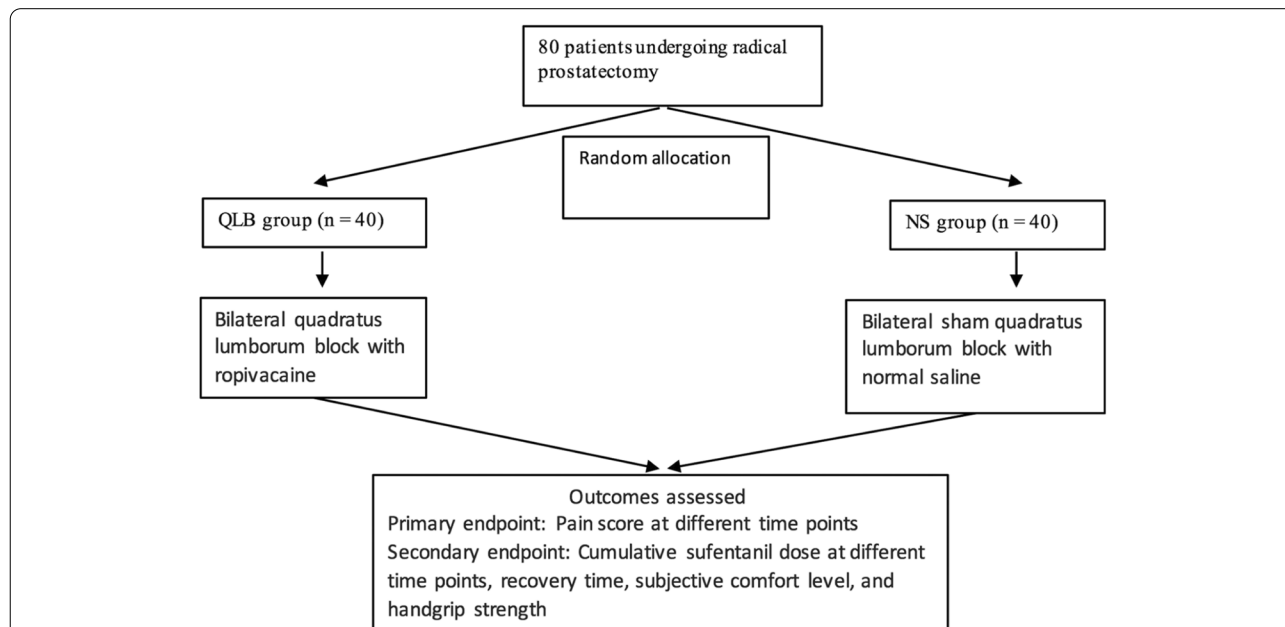 80 patients undergoing radical
prostatectomy
Random allocation
QLB group (n = 40)
NS group (n = 40)
Bilateral quadratus
lumborum block with
ropivacaine
Bilateral sham quadratus
lumborum block with
normal saline
Outcomes assessed
Primary endpoint: Pain score at different time points
Secondary endpoint: Cumulative sufentanil dose at different
time points, recovery time, subjective comfort level, and
handgrip strength